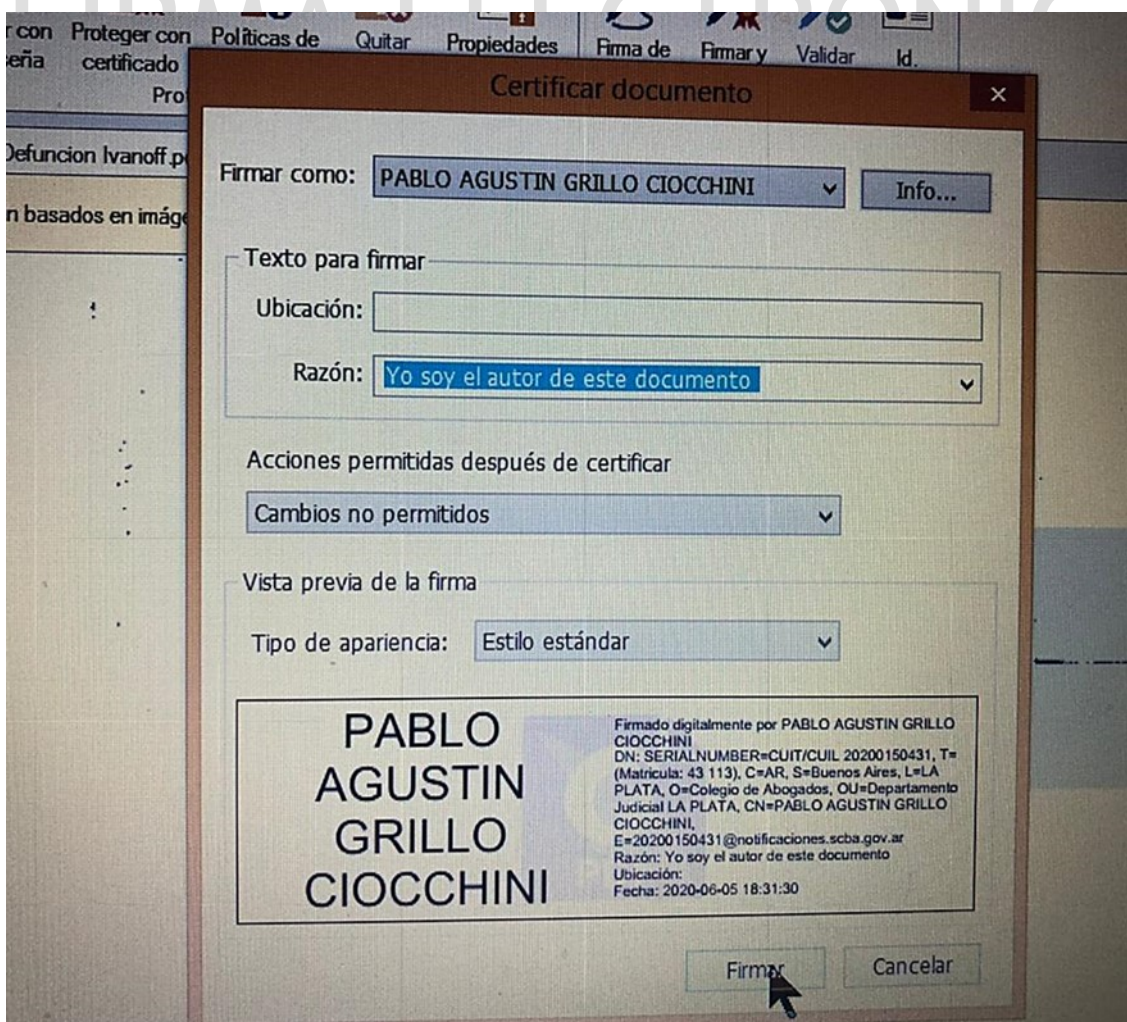 FIRMA ELECTRONIC
r con Proteger con Políticas de Quitar Propiedades Firma de Firmar y Validar Id.
eña certificado
Pro
Certificar documento
Defuncion Ivanoff.p
n basados en imáge
Firmar como: PABLO AGUSTIN GRILLO CIOCCHINI Info...
Texto para firmar
Ubicación:
Razón: Yo soy el autor de este documento
Acciones permitidas después de certificar
Cambios no permitidos
Vista previa de la firma
Tipo de apariencia: Estilo estándar
PABLO
AGUSTIN
GRILLO
CIOCCHINI
Firmado digitalmente por PABLO AGUSTIN GRILLO
CIOCCHINI
DN: SERIALNUMBER=CUIT/CUIL 20200150431, T=
(Matricula: 43 113), C=AR, S=Buenos Aires, L=LA
PLATA, O=Colegio de Abogados, OU=Departamento
Judicial LA PLATA, CN=PABLO AGUSTIN GRILLO
CIOCCHINI,
E=20200150431@notificaciones.scba.gov.ar
Razón: Yo soy el autor de este documento
Ubicación:
Fecha: 2020-06-05 18:31:30
Firmar Cancelar